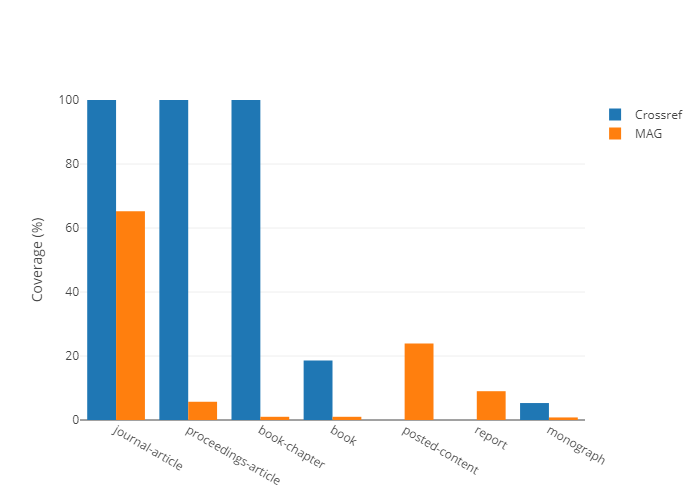 100
80
60
40
20
0
Coverage (%)
journal-article
proceedings-article
book-chapter
book
posted-content
report
monograph
Crossref
MAG